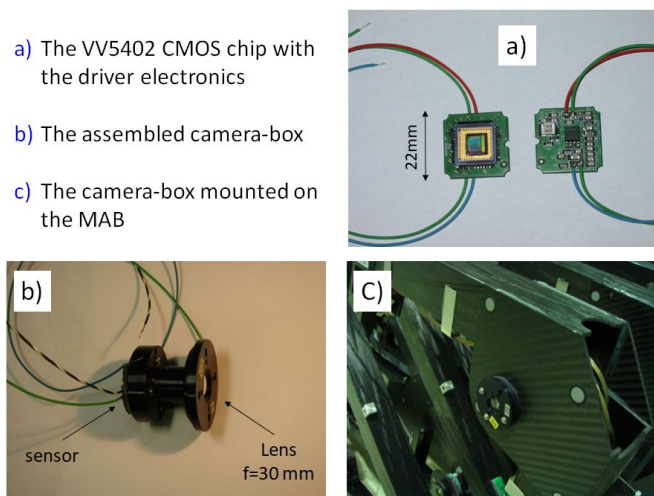 a) The VV5402 CMOS chip with
the driver electronics
b) The assembled camera-box
c) The camera-box mounted on
the MAB
a)
22mm
b)
sensor
Lens
f=30 mm
C)